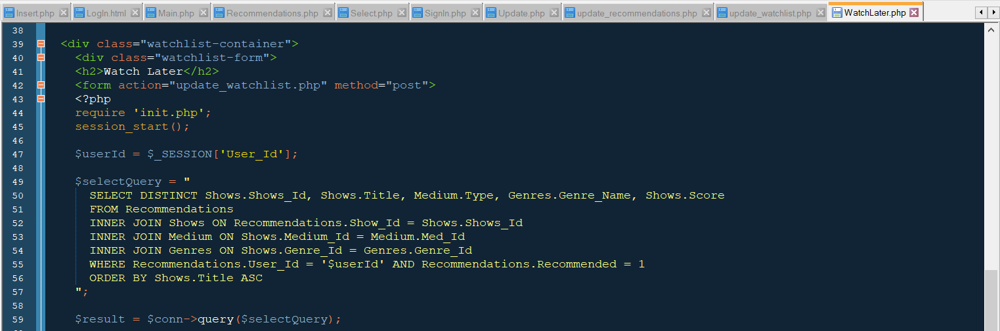 Insert.php LogIn.html Main.php Recommendations.php Select.php SignIn.php Update.php update_recommendations.php update_watchlist.php WatchLater.php
38
39 <div class="watchlist-container">
40 <div class="watchlist-form">
41 <h2>Watch Later</h2>
42 <form action="update_watchlist.php" method="post">
43 <?php
44 require 'init.php';
45 session_start();
46
47 $userId = $_SESSION['User_Id'];
48
49 $selectQuery = "
50 SELECT DISTINCT Shows.Shows_Id, Shows.Title, Medium.Type, Genres.Genre_Name, Shows.Score
51 FROM Recommendations
52 INNER JOIN Shows ON Recommendations.Show_Id = Shows.Shows_Id
53 INNER JOIN Medium ON Shows.Medium_Id = Medium.Med_Id
54 INNER JOIN Genres ON Shows.Genre_Id = Genres.Genre_Id
55 WHERE Recommendations.User_Id = '$userId' AND Recommendations.Recommended = 1
56 ORDER BY Shows.Title ASC
57 ";
58
59 $result = $conn->query($selectQuery);